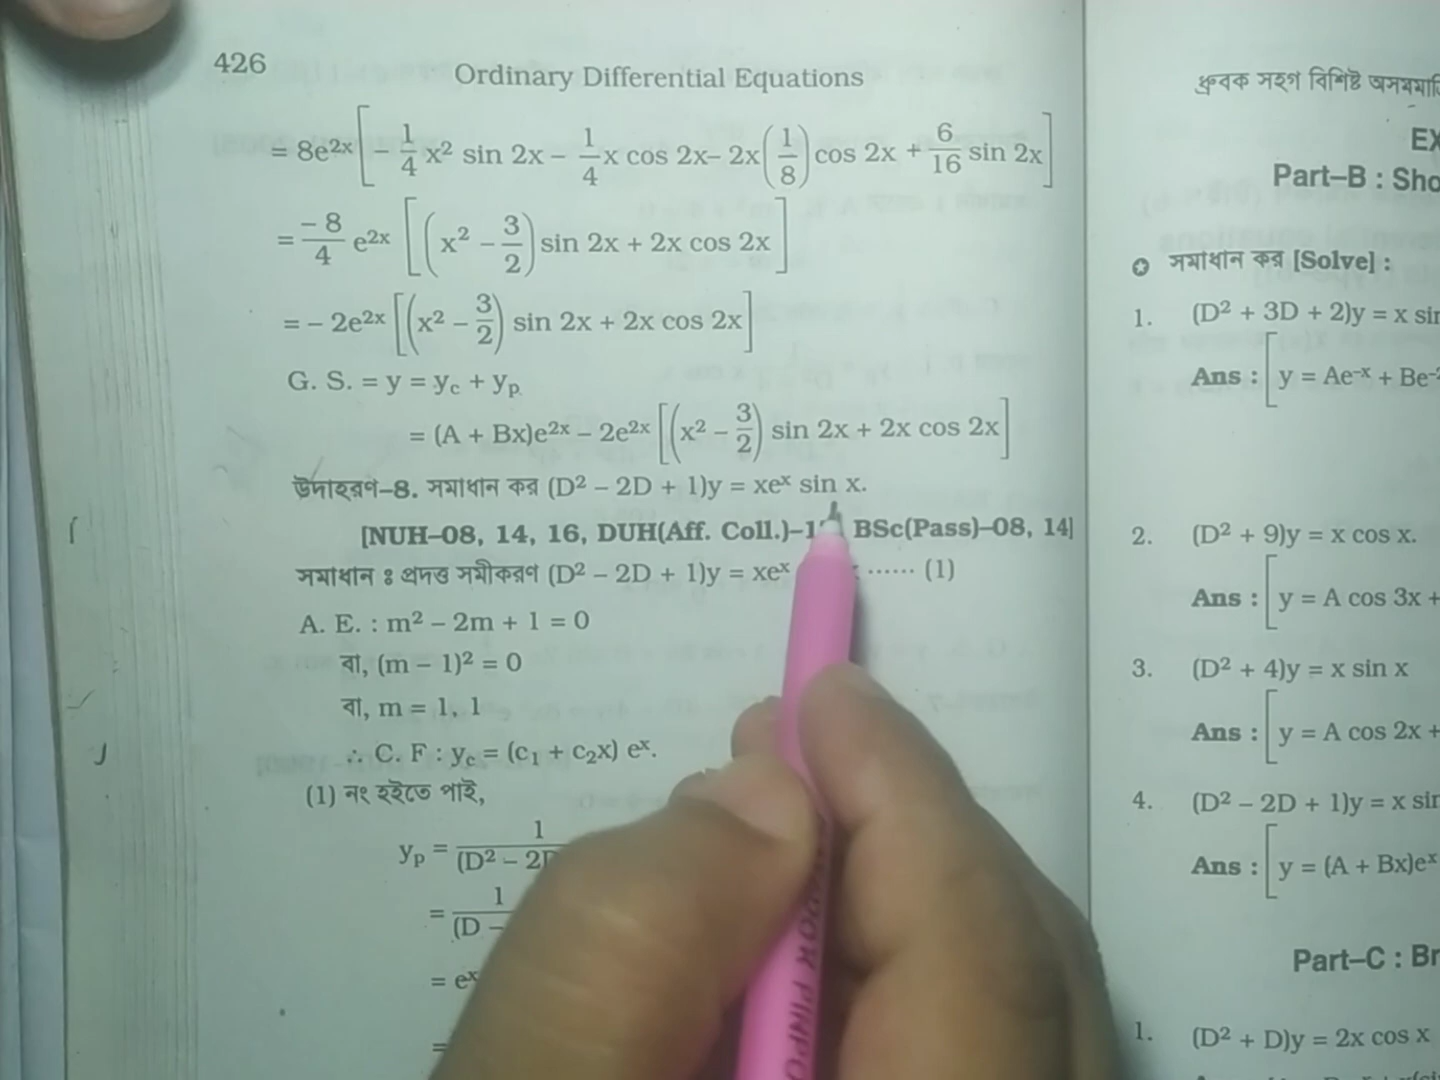 426
Ordinary Differential Equations
= 8e^{2x} [ - 1/4 x² sin 2x – 1/4 x cos 2x– 2x(1/8) cos 2x + 6/16 sin 2x ]
= –8/4 e^{2x} [ (x² – 3/2) sin 2x + 2x cos 2x ]
= – 2e^{2x} [ (x² – 3/2) sin 2x + 2x cos 2x ]
G. S. = y = y_c + y_p
= (A + Bx)e^{2x} – 2e^{2x} [ (x² – 3/2) sin 2x + 2x cos 2x ]
উদাহরণ–8. সমাধান কর (D² – 2D + 1)y = xe^x sin x.
[NUH–08, 14, 16, DUH(Aff. Coll.)– BSc(Pass)–08, 14]
সমাধান ঃ প্রদত্ত সমীকরণ (D² – 2D + 1)y = xe^x ...... (1)
A. E. : m² – 2m + 1 = 0
বা, (m – 1)² = 0
বা, m = 1, 1
∴ C. F : y_c = (c₁ + c₂x) e^x.
(1) নং হইতে পাই,
y_p = 1/(D² – 2D
= 1/(D –
= e^x
=
ধ্রুবক সহগ বিশিষ্ট
Part–B :
✪ সমাধান কর [Solve] :
1. (D² + 3D + 2)y = x
Ans : [ y = Ae^{–x} +
2. (D² + 9)y = x cos x.
Ans : [ y = A cos 3x +
3. (D² + 4)y = x sin x
Ans : [ y = A cos 2x +
4. (D² – 2D + 1)y = x
Ans : [ y = (A + Bx)e^x
Part–C :
1. (D² + D)y = 2x cos x